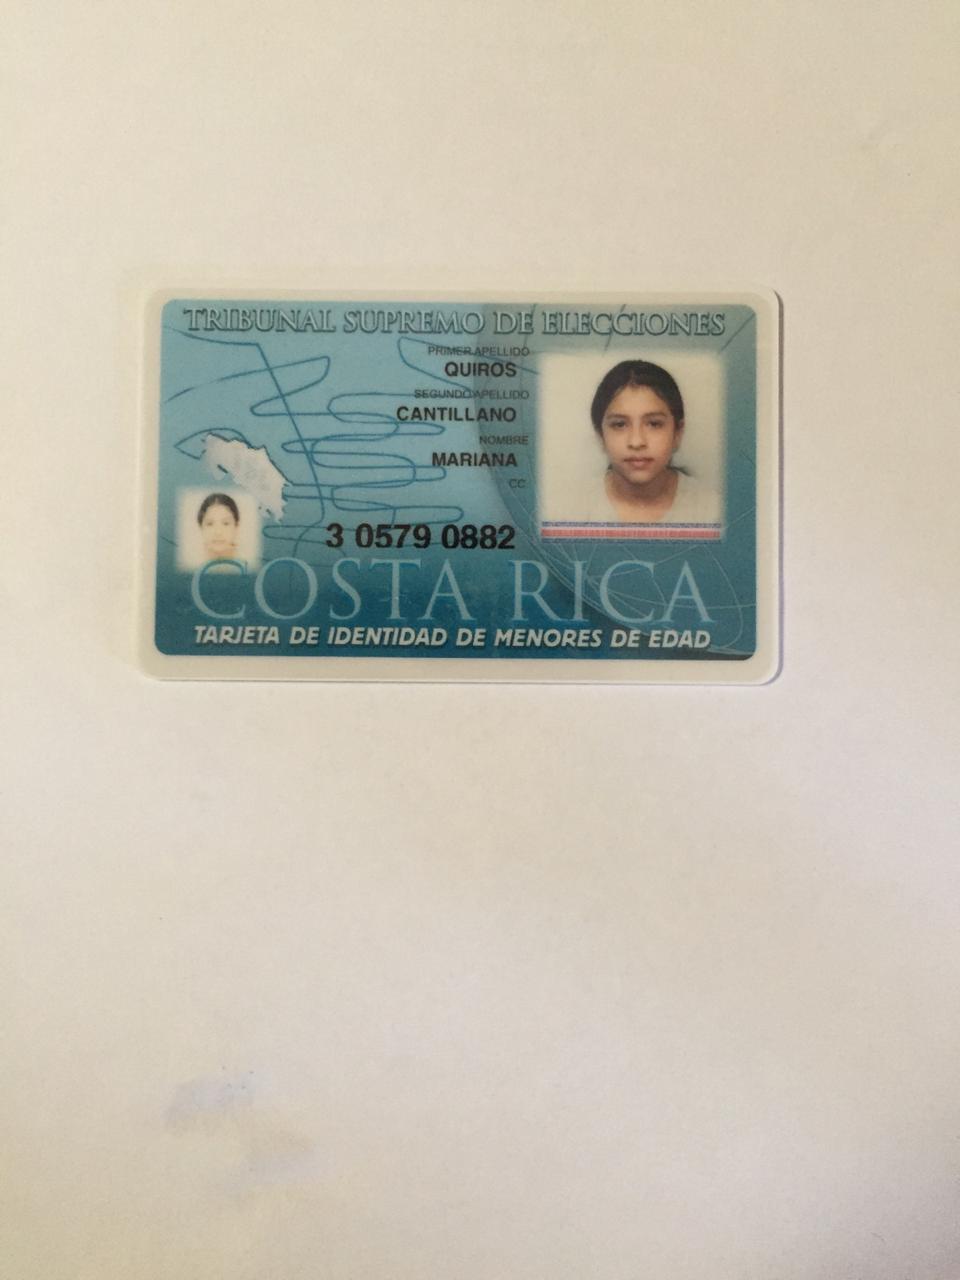 TRIBUNAL SUPREMO DE ELECCIONES
PRIMER APELLIDO
QUIROS
SEGUNDO APELLIDO
CANTILLANO
NOMBRE
MARIANA
CC
3 0579 0882
COSTA RICA
TARJETA DE IDENTIDAD DE MENORES DE EDAD